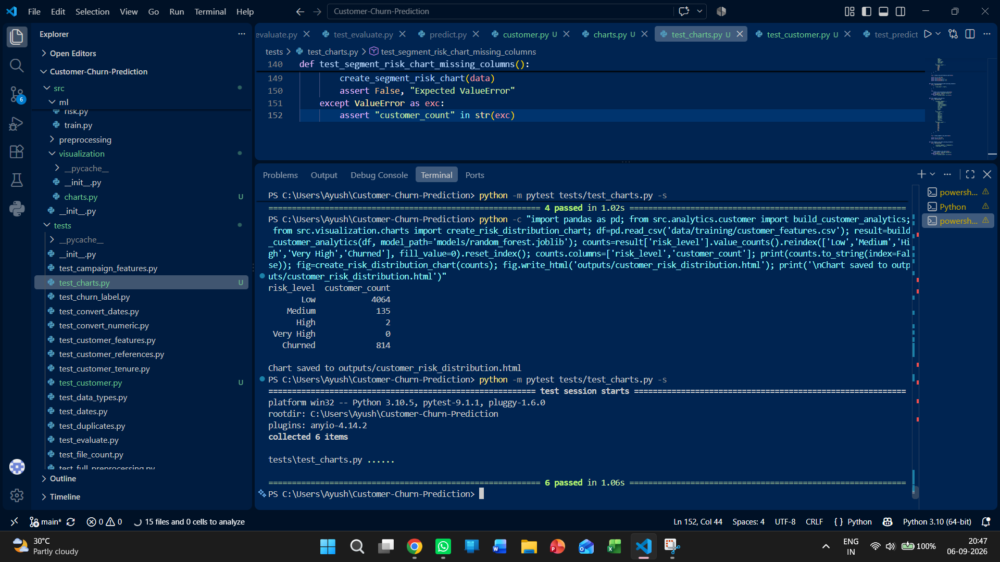 File Edit Selection View Go Run Terminal Help
Customer-Churn-Prediction
Explorer
Open Editors
Customer-Churn-Prediction
src
ml
risk.py
train.py
preprocessing
visualization
__pycache__
__init__.py
charts.py U
__init__.py
tests
__pycache__
__init__.py
test_campaign_features.py
test_charts.py U
test_churn_label.py
test_convert_dates.py
test_convert_numeric.py
test_customer_features.py
test_customer_references.py
test_customer_tenure.py
test_customer.py U
test_data_types.py
test_dates.py
test_duplicates.py
test_evaluate.py
test_file_count.py
test_full_preprocessing.py
Outline
Timeline
6
evaluate.py test_evaluate.py predict.py customer.py U charts.py U test_charts.py U test_customer.py U test_predict
tests > test_charts.py > test_segment_risk_chart_missing_columns
140 def test_segment_risk_chart_missing_columns():
149 create_segment_risk_chart(data)
150 assert False, "Expected ValueError"
151 except ValueError as exc:
152 assert "customer_count" in str(exc)
Problems Output Debug Console Terminal Ports
PS C:\Users\Ayush\Customer-Churn-Prediction> python -m pytest tests/test_charts.py -s
========================================================== 4 passed in 1.02s ===========================================================
PS C:\Users\Ayush\Customer-Churn-Prediction> python -c "import pandas as pd; from src.analytics.customer import build_customer_analytics;
from src.visualization.charts import create_risk_distribution_chart; df=pd.read_csv('data/training/customer_features.csv'); result=build
_customer_analytics(df, model_path='models/random_forest.joblib'); counts=result['risk_level'].value_counts().reindex(['Low','Medium','Hi
gh','Very High','Churned'], fill_value=0).reset_index(); counts.columns=['risk_level','customer_count']; print(counts.to_string(index=Fal
se)); fig=create_risk_distribution_chart(counts); fig.write_html('outputs/customer_risk_distribution.html'); print('\nChart saved to outp
uts/customer_risk_distribution.html')"
risk_level customer_count
Low 4064
Medium 135
High 2
Very High 0
Churned 814
Chart saved to outputs/customer_risk_distribution.html
PS C:\Users\Ayush\Customer-Churn-Prediction> python -m pytest tests/test_charts.py -s
========================================================= test session starts ==========================================================
platform win32 -- Python 3.10.5, pytest-9.1.1, pluggy-1.6.0
rootdir: C:\Users\Ayush\Customer-Churn-Prediction
plugins: anyio-4.14.2
collected 6 items
tests\test_charts.py ......
========================================================== 6 passed in 1.06s ===========================================================
PS C:\Users\Ayush\Customer-Churn-Prediction>
powersh...
Python
powersh...
main* 0 0 15 files and 0 cells to analyze Ln 152, Col 44 Spaces: 4 UTF-8 CRLF {} Python Python 3.10 (64-bit)
30°C
Partly cloudy
ENG
IN
100%
20:47
06-09-2026